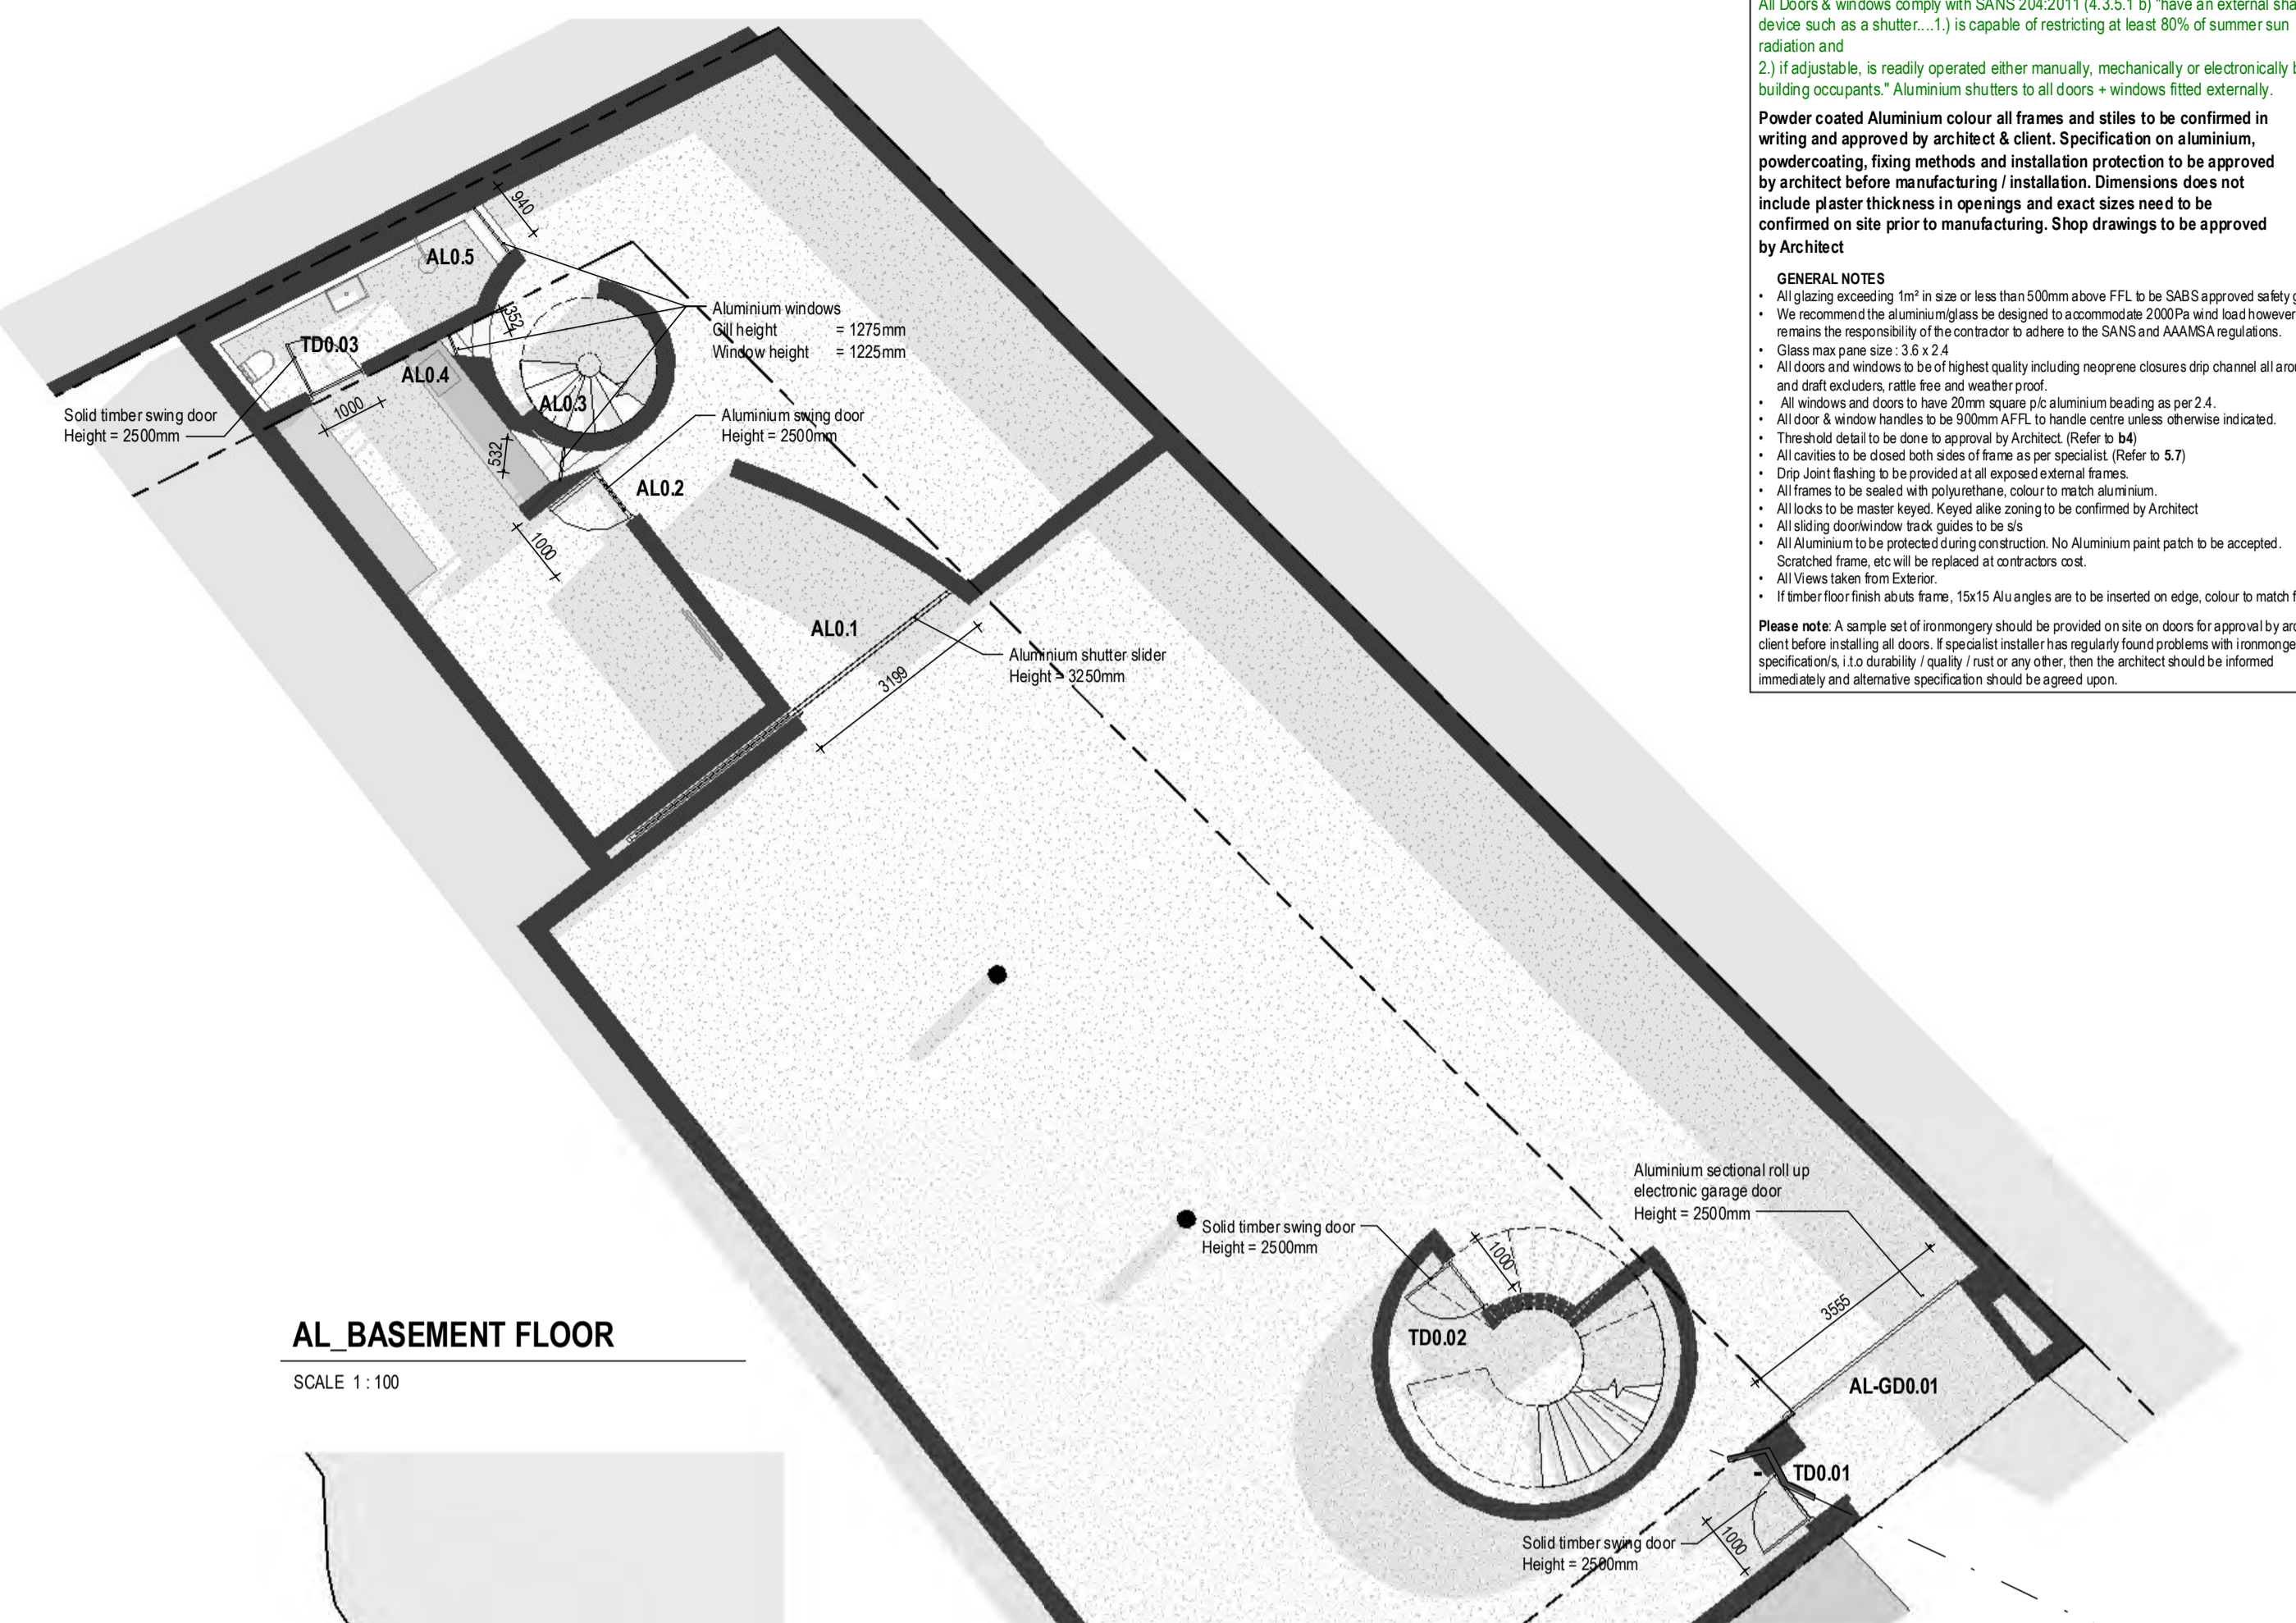 All Doors & windows comply with SANS 204:2011 (4.3.5.1 b) "have an external
device such as a shutter....1.) is capable of restricting at least 80% of summer sun
radiation and
2.) if adjustable, is readily operated either manually, mechanically or electronically
building occupants." Aluminium shutters to all doors + windows fitted externally.
Powder coated Aluminium colour all frames and stiles to be confirmed in
writing and approved by architect & client. Specification on aluminium,
powdercoating, fixing methods and installation protection to be approved
by architect before manufacturing / installation. Dimensions does not
include plaster thickness in openings and exact sizes need to be
confirmed on site prior to manufacturing. Shop drawings to be approved
by Architect
GENERAL NOTES
• All glazing exceeding 1m² in size or less than 500mm above FFL to be SABS approved safety
• We recommend the aluminium/glass be designed to accommodate 2000Pa wind load however
remains the responsibility of the contractor to adhere to the SANS and AAAMSA regulations.
• Glass max pane size : 3.6 x 2.4
• All doors and windows to be of highest quality including neoprene closures drip channel all
and draft excluders, rattle free and weather proof.
• All windows and doors to have 20mm square p/c aluminium beading as per 2.4.
• All door & window handles to be 900mm AFFL to handle centre unless otherwise indicated.
• Threshold detail to be done to approval by Architect. (Refer to b4)
• All cavities to be closed both sides of frame as per specialist. (Refer to 5.7)
• Drip Joint flashing to be provided at all exposed external frames.
• All frames to be sealed with polyurethane, colour to match aluminium.
• All locks to be master keyed. Keyed alike zoning to be confirmed by Architect
• All sliding door/window track guides to be s/s
• All Aluminium to be protected during construction. No Aluminium paint patch to be accepted.
Scratched frame, etc will be replaced at contractors cost.
• All Views taken from Exterior.
• If timber floor finish abuts frame, 15x15 Alu angles are to be inserted on edge, colour to match
Please note: A sample set of ironmongery should be provided on site on doors for approval by
client before installing all doors. If specialist installer has regularly found problems with
specification/s, i.t.o durability / quality / rust or any other, then the architect should be informed
immediately and alternative specification should be agreed upon.
940
AL0.5
352
Aluminium windows
Cill height = 1275mm
Window height = 1225mm
TD0.03
AL0.4
AL0.3
Solid timber swing door
Height = 2500mm
1000
Aluminium swing door
Height = 2500mm
532
AL0.2
1000
AL0.1
Aluminium shutter slider
Height = 3250mm
3199
Aluminium sectional roll up
electronic garage door
Height = 2500mm
Solid timber swing door
Height = 2500mm
1000
3555
TD0.02
AL-GD0.01
TD0.01
Solid timber swing door
Height = 2500mm
1000
AL_BASEMENT FLOOR
SCALE 1 : 100